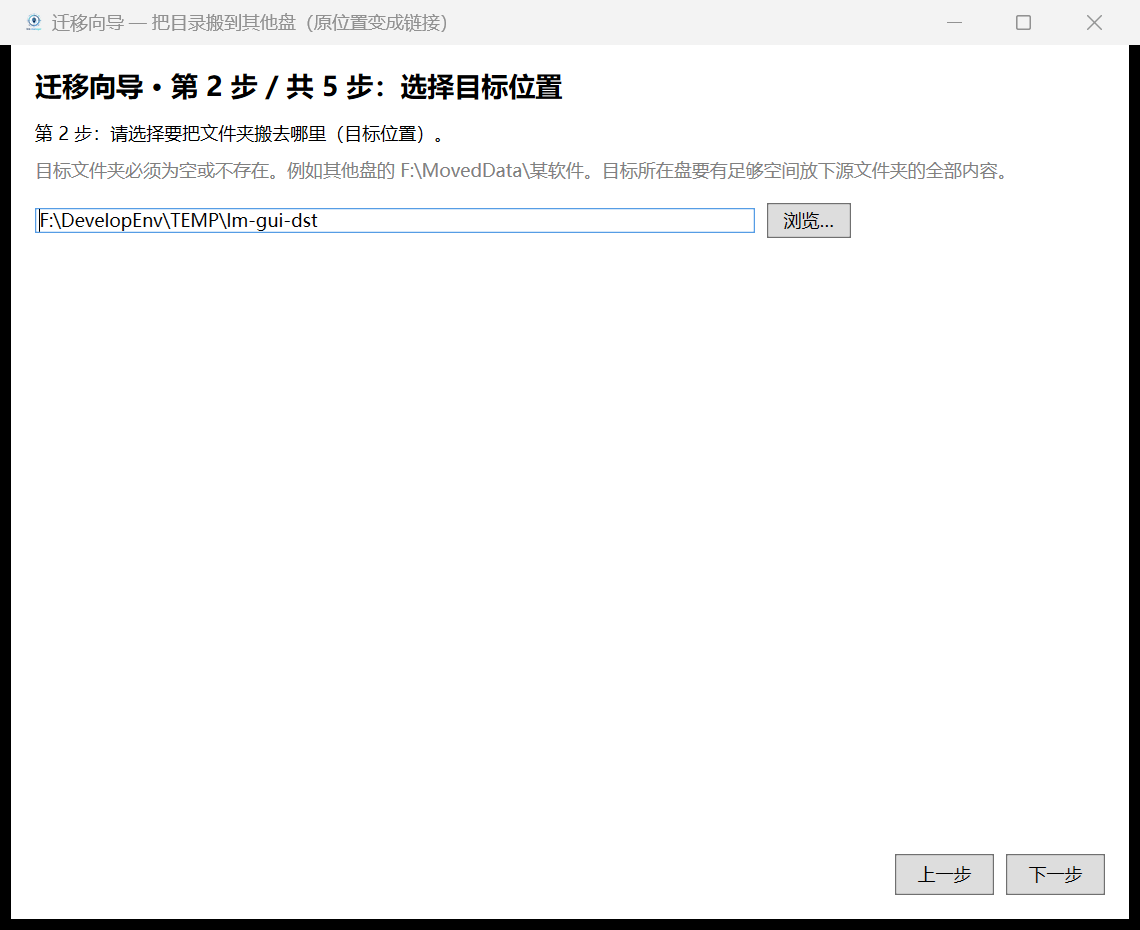 迁移向导 — 把目录搬到其他盘（原位置变成链接）
迁移向导 • 第 2 步 / 共 5 步：选择目标位置
第 2 步：请选择要把文件夹搬去哪里（目标位置）。
目标文件夹必须为空或不存在。例如其他盘的 F:\MovedData\某软件。目标所在盘要有足够空间放下源文件夹的全部内容。
F:\DevelopEnv\TEMP\lm-gui-dst
浏览...
上一步
下一步